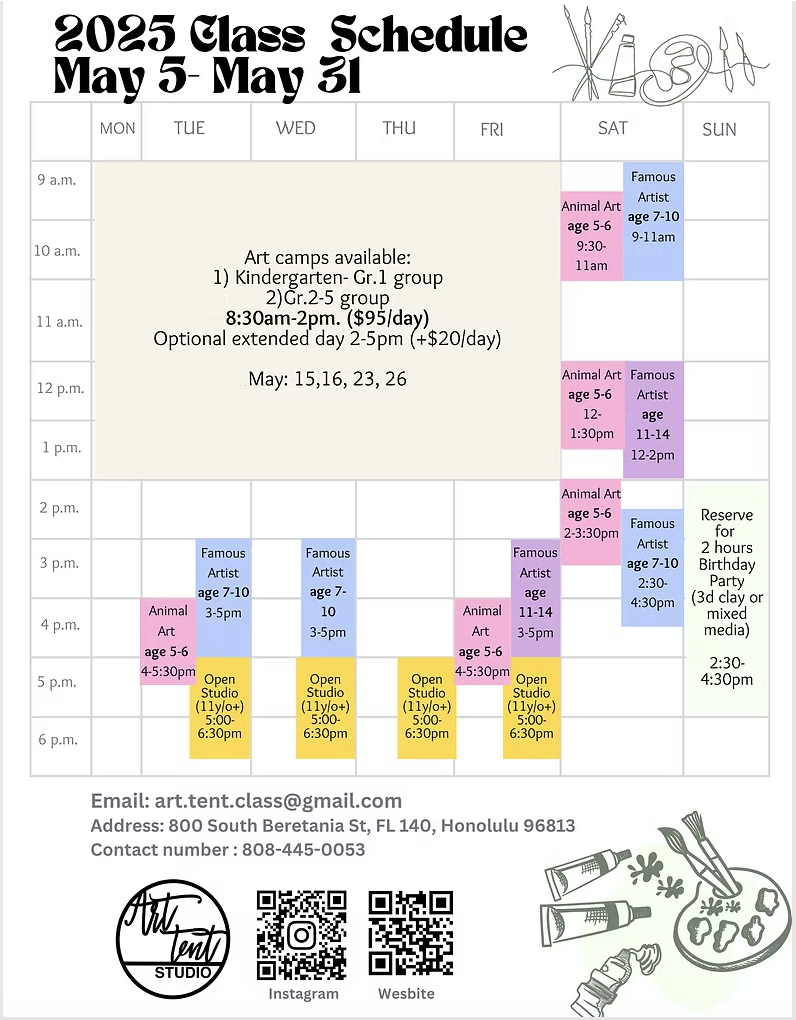 2025 Class Schedule
May 5- May 31
MON TUE WED THU FRI SAT SUN
9 a.m.
10 a.m.
11 a.m.
12 p.m.
1 p.m.
2 p.m.
3 p.m.
4 p.m.
5 p.m.
6 p.m.
Art camps available:
1) Kindergarten- Gr.1 group
2)Gr.2-5 group
8:30am-2pm. ($95/day)
Optional extended day 2-5pm (+$20/day)
May: 15,16, 23, 26
Animal Art
age 5-6
9:30-
11am
Famous
Artist
age 7-10
9-11am
Animal Art
age 5-6
12-
1:30pm
Famous
Artist
age
11-14
12-2pm
Animal Art
age 5-6
2-3:30pm
Famous
Artist
age 7-10
2:30-
4:30pm
Reserve
for
2 hours
Birthday
Party
(3d clay or
mixed
media)
2:30-
4:30pm
Animal
Art
age 5-6
4-5:30pm
Famous
Artist
age 7-10
3-5pm
Open
Studio
(11y/o+)
5:00-
6:30pm
Famous
Artist
age 7-
10
3-5pm
Open
Studio
(11y/o+)
5:00-
6:30pm
Open
Studio
(11y/o+)
5:00-
6:30pm
Animal
Art
age 5-6
4-5:30pm
Famous
Artist
age
11-14
3-5pm
Open
Studio
(11y/o+)
5:00-
6:30pm
Email: art.tent.class@gmail.com
Address: 800 South Beretania St, FL 140, Honolulu 96813
Contact number : 808-445-0053
Art
tent
STUDIO
Instagram
Wesbite